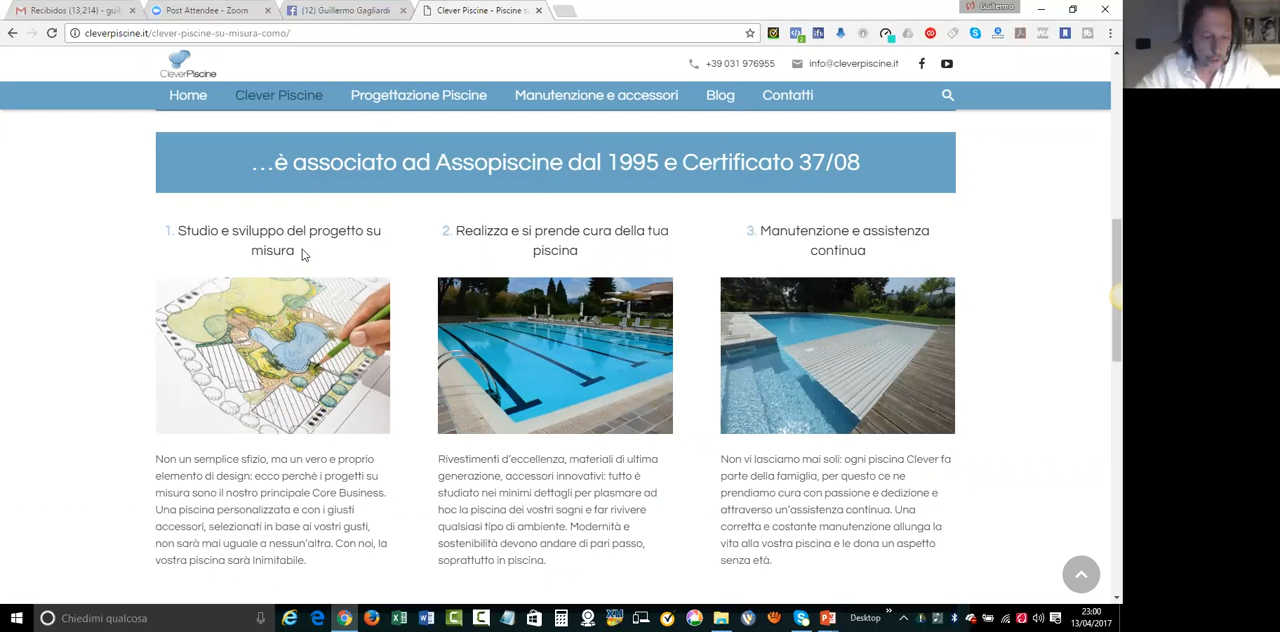 Recibidos (13,214) - guil
Post Attendee - Zoom
(12) Guillermo Gagliardi
Clever Piscine - Piscine s
Guillermo
cleverpiscine.it/clever-piscine-su-misura-como/
CleverPiscine
+39 031 976955
info@cleverpiscine.it
Home
Clever Piscine
Progettazione Piscine
Manutenzione e accessori
Blog
Contatti
…è associato ad Assopiscine dal 1995 e Certificato 37/08
1. Studio e sviluppo del progetto su
misura
Non un semplice sfizio, ma un vero e proprio
elemento di design: ecco perchè i progetti su
misura sono il nostro principale Core Business.
Una piscina personalizzata e con i giusti
accessori, selezionati in base ai vostri gusti,
non sarà mai uguale a nessun'altra. Con noi, la
vostra piscina sarà Inimitabile.
2. Realizza e si prende cura della tua
piscina
Rivestimenti d'eccellenza, materiali di ultima
generazione, accessori innovativi: tutto è
studiato nei minimi dettagli per plasmare ad
hoc la piscina dei vostri sogni e far rivivere
qualsiasi tipo di ambiente. Modernità e
sostenibilità devono andare di pari passo,
soprattutto in piscina.
3. Manutenzione e assistenza
continua
Non vi lasciamo mai soli: ogni piscina Clever fa
parte della famiglia, per questo ce ne
prendiamo cura con passione e dedizione e
attraverso un'assistenza continua. Una
corretta e costante manutenzione allunga la
vita alla vostra piscina e le dona un aspetto
senza età.
Chiedimi qualcosa
Desktop
23:00
13/04/2017